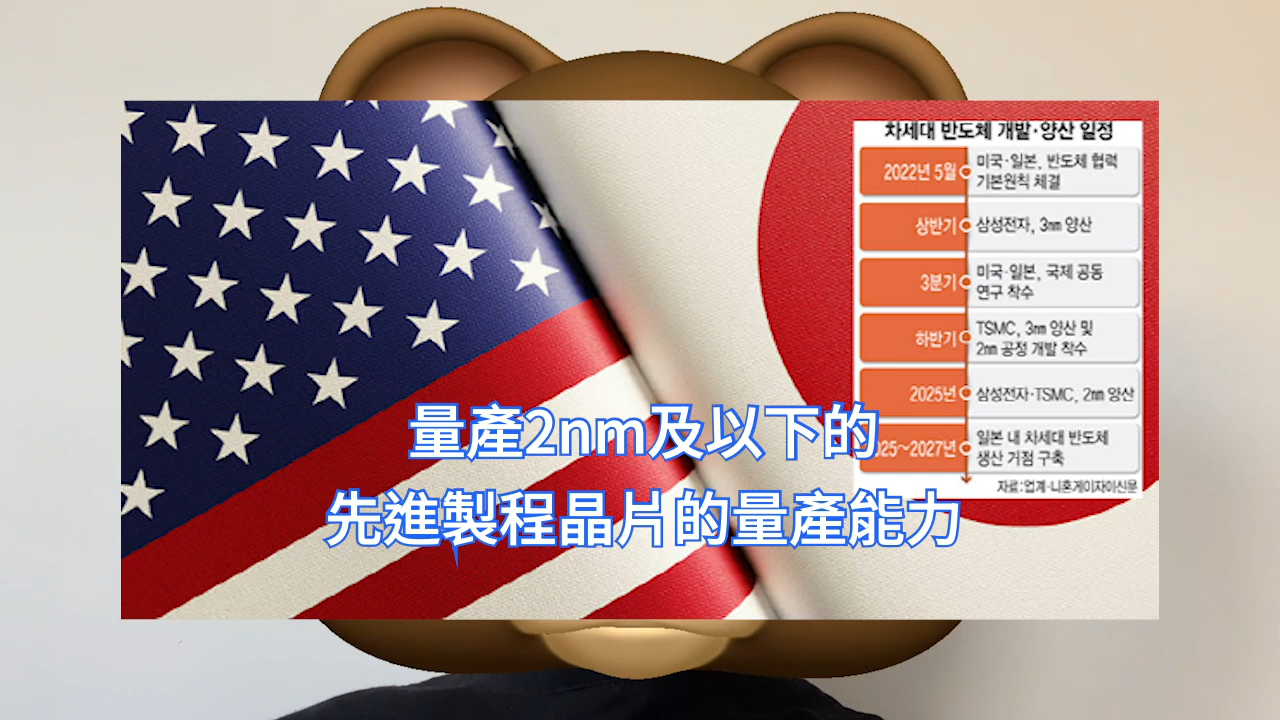 차세대 반도체 개발·양산 일정
2022년 5월
미국·일본, 반도체 협력
기본원칙 체결
상반기
삼성전자, 3㎚ 양산
3분기
미국·일본, 국제 공동
연구 착수
하반기
TSMC, 3㎚ 양산 및
2㎚ 공정 개발 착수
2025년
삼성전자·TSMC, 2㎚ 양산
25~2027년
일본 내 차세대 반도체
생산 거점 구축
자료:업계·니혼게이자이신문
量產2nm及以下的
先進製程晶片的量產能力